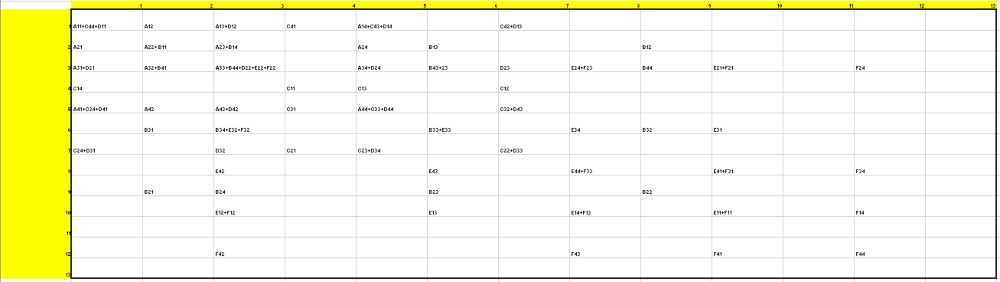 1 2 3 4 5 6 7 8 9 10 11 12 13
1 A11+C44+D11 A12 A13+D12 C41 A14+C43+D14 C42+D13
2 A21 A22+B11 A23+B14 A24 B13 B12
3 A31+D21 A32+B41 A33+B44+D22+E22+F22 A34+D24 B43+23 D23 E24+F23 B44 E21+F21 F24
4 C14 C11 C13 C12
5 A41+C34+D41 A42 A43+D42 C31 A44+C33+D44 C32+D43
6 B31 B34+E32+F32 B33+E33 E34 B32 E31
7 C24+D31 D32 C21 C23+D34 C22+D33
8 E42 E43 E44+F33 E41+F31 F34
9 B21 B24 B23 B22
10 E12+F12 E13 E14+F13 E11+F11 F14
11
12 F42 F43 F41 F44
13